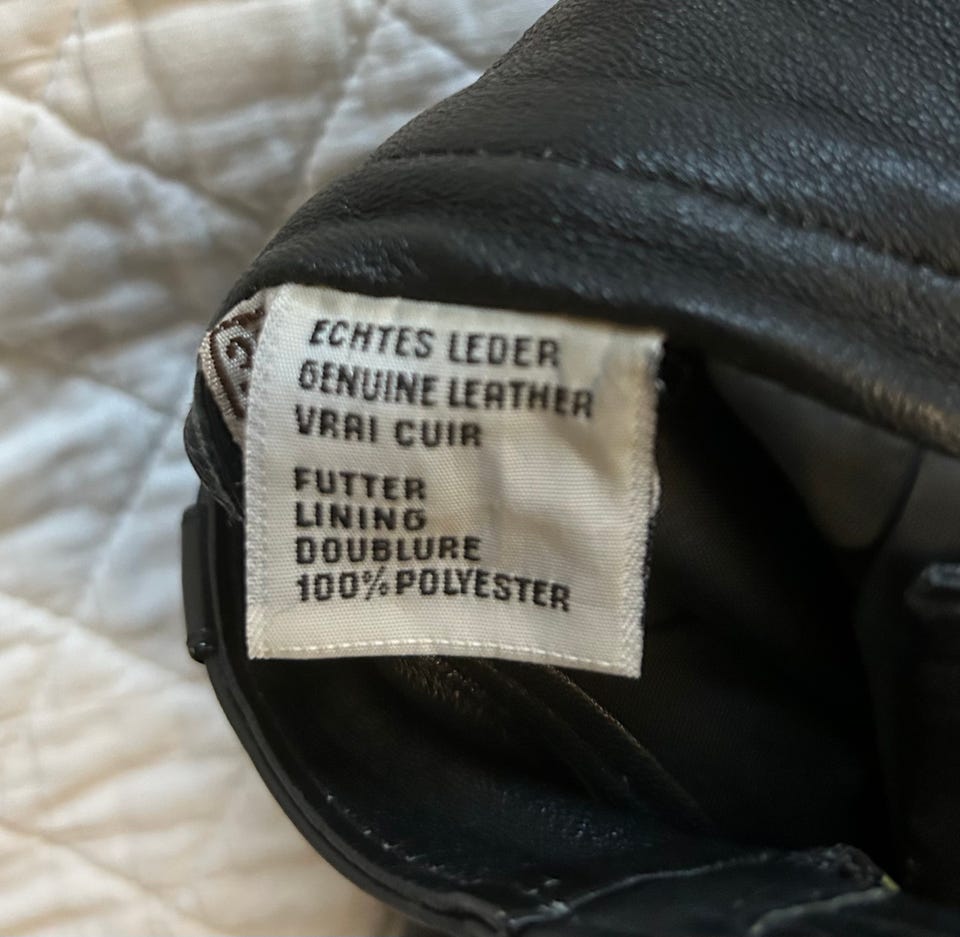 ECHTES LEDER
GENUINE LEATHER
VRAI CUIR
FUTTER
LINING
DOUBLURE
100% POLYESTER